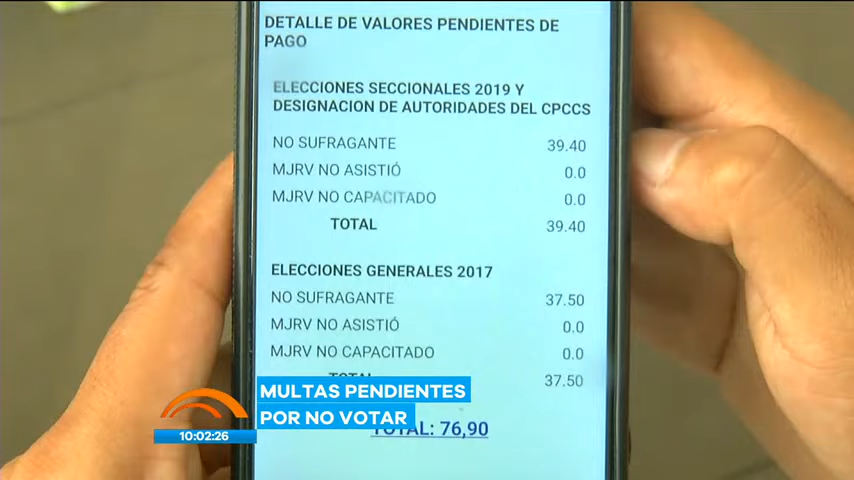 DETALLE DE VALORES PENDIENTES DE
PAGO
ELECCIONES SECCIONALES 2019 Y
DESIGNACION DE AUTORIDADES DEL CPCCS
NO SUFRAGANTE 39.40
MJRV NO ASISTIÓ 0.0
MJRV NO CAPACITADO 0.0
TOTAL 39.40
ELECCIONES GENERALES 2017
NO SUFRAGANTE 37.50
MJRV NO ASISTIÓ 0.0
MJRV NO CAPACITADO 0.0
TOTAL 37.50
MULTAS PENDIENTES
POR NO VOTAR
TOTAL: 76,90
10:02:26